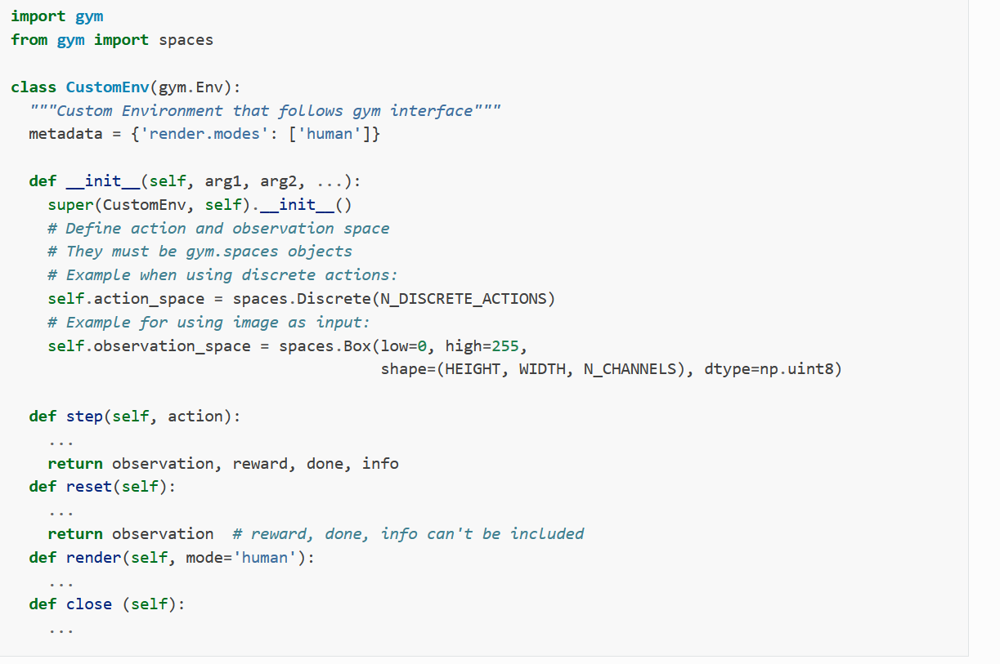 import gym
from gym import spaces
class CustomEnv(gym.Env):
"""Custom Environment that follows gym interface"""
metadata = {'render.modes': ['human']}
def __init__(self, arg1, arg2, ...):
super(CustomEnv, self).__init__()
# Define action and observation space
# They must be gym.spaces objects
# Example when using discrete actions:
self.action_space = spaces.Discrete(N_DISCRETE_ACTIONS)
# Example for using image as input:
self.observation_space = spaces.Box(low=0, high=255,
shape=(HEIGHT, WIDTH, N_CHANNELS), dtype=np.uint8)
def step(self, action):
...
return observation, reward, done, info
def reset(self):
...
return observation  # reward, done, info can't be included
def render(self, mode='human'):
...
def close (self):
...